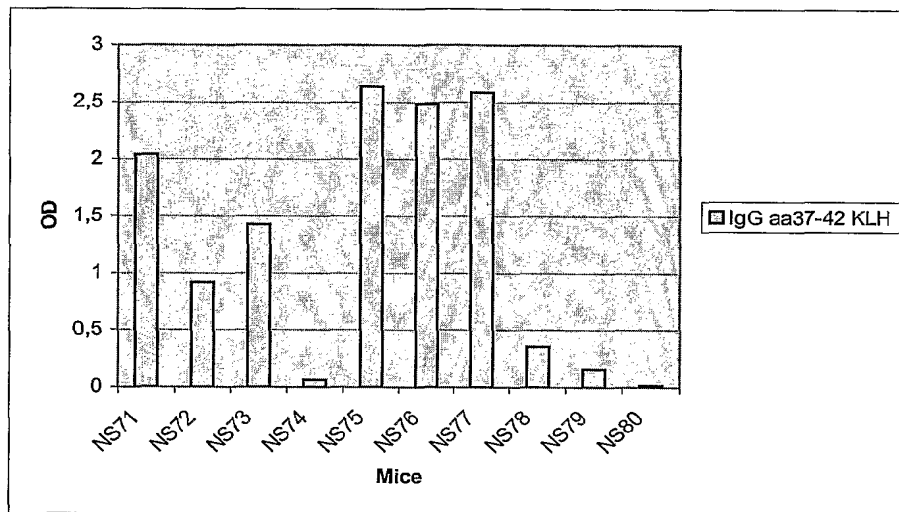 3
2,5
2
1,5
1
0,5
0
OD
NS71
NS72
NS73
NS74
NS75
NS76
NS77
NS78
NS79
NS80
Mice
IgG aa37-42 KLH